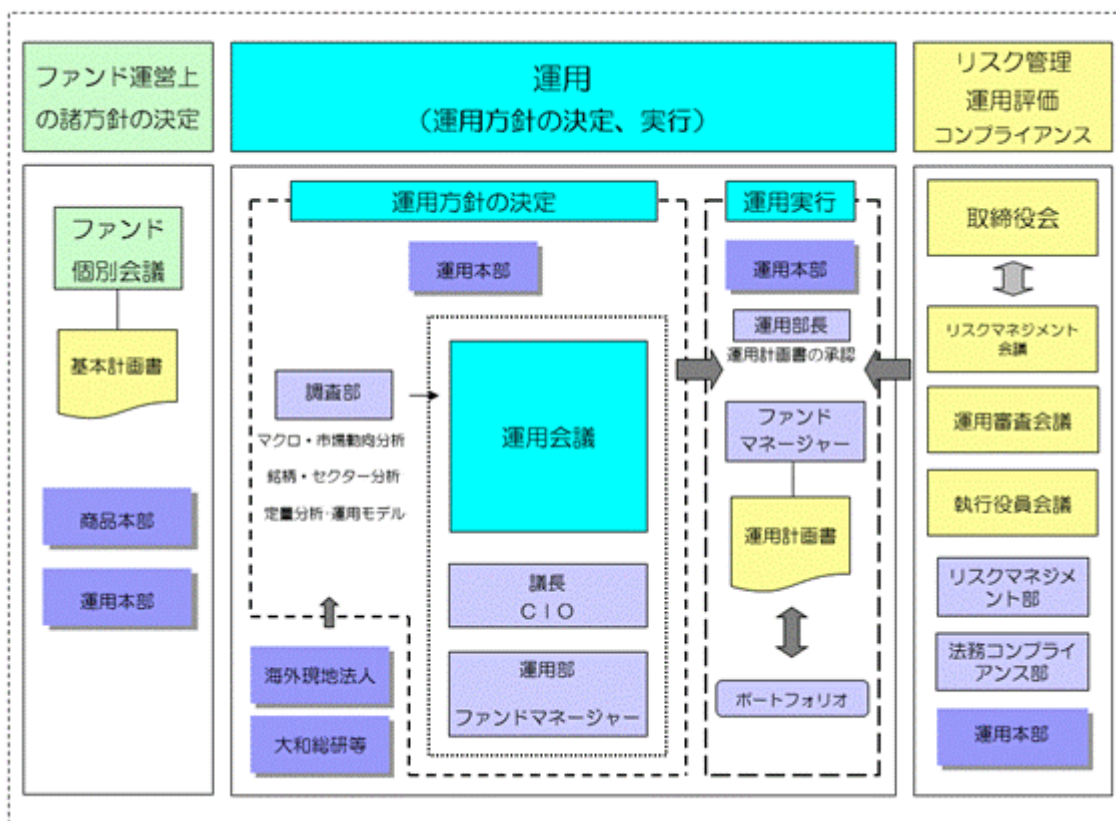 ファンド運営上
の諸方針の決定
運用
（運用方針の決定、実行）
リスク管理
運用評価
コンプライアンス
ファンド
個別会議
基本計画書
商品本部
運用本部
運用方針の決定
運用本部
調査部
マクロ・市場動向分析
銘柄・セクター分析
定量分析・運用モデル
海外現地法人
大和総研等
運用会議
議長
ＣＩＯ
運用部
ファンドマネージャー
運用実行
運用本部
運用部長
運用計画書の承認
ファンド
マネージャー
運用計画書
ポートフォリオ
取締役会
リスクマネジメント
会議
運用審査会議
執行役員会議
リスクマネジメ
ント部
法務コンプライ
アンス部
運用本部